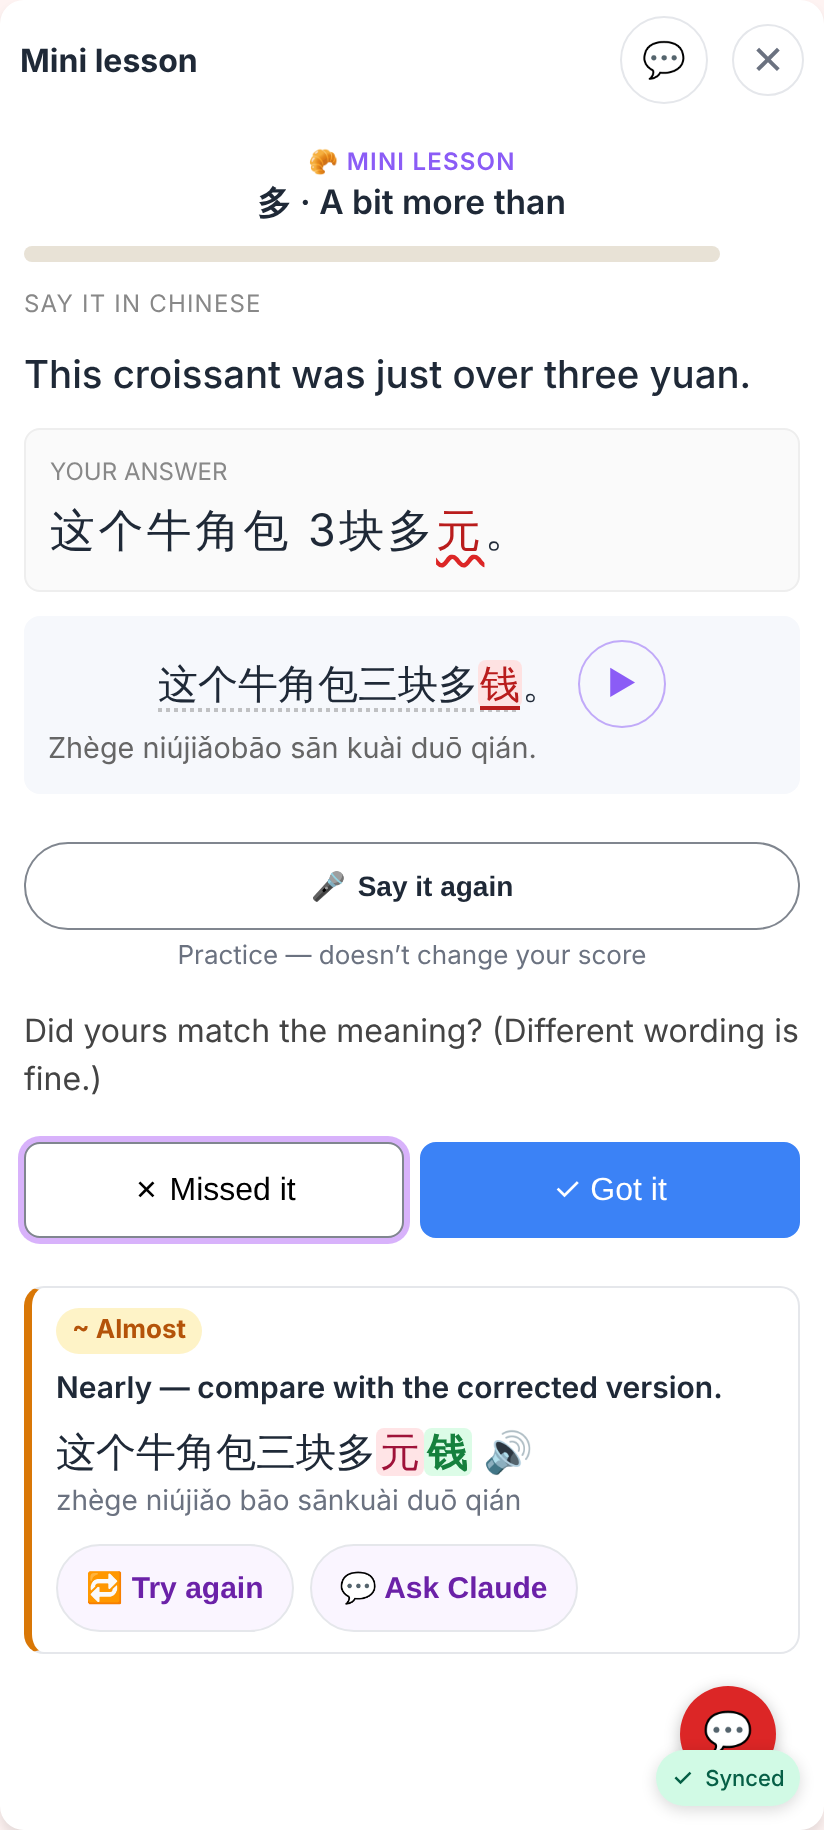 Mini lesson
💬 ✕
🥐 MINI LESSON
多 · A bit more than
SAY IT IN CHINESE
This croissant was just over three yuan.
YOUR ANSWER
这个牛角包 3块多元。
这个牛角包三块多钱。
Zhège niújiǎobāo sān kuài duō qián.
🎤 Say it again
Practice — doesn’t change your score
Did yours match the meaning? (Different wording is
fine.)
✕ Missed it
✓ Got it
~ Almost
Nearly — compare with the corrected version.
这个牛角包三块多元钱 🔊
zhège niújiǎo bāo sānkuài duō qián
🔁 Try again
💬 Ask Claude
💬
✓ Synced